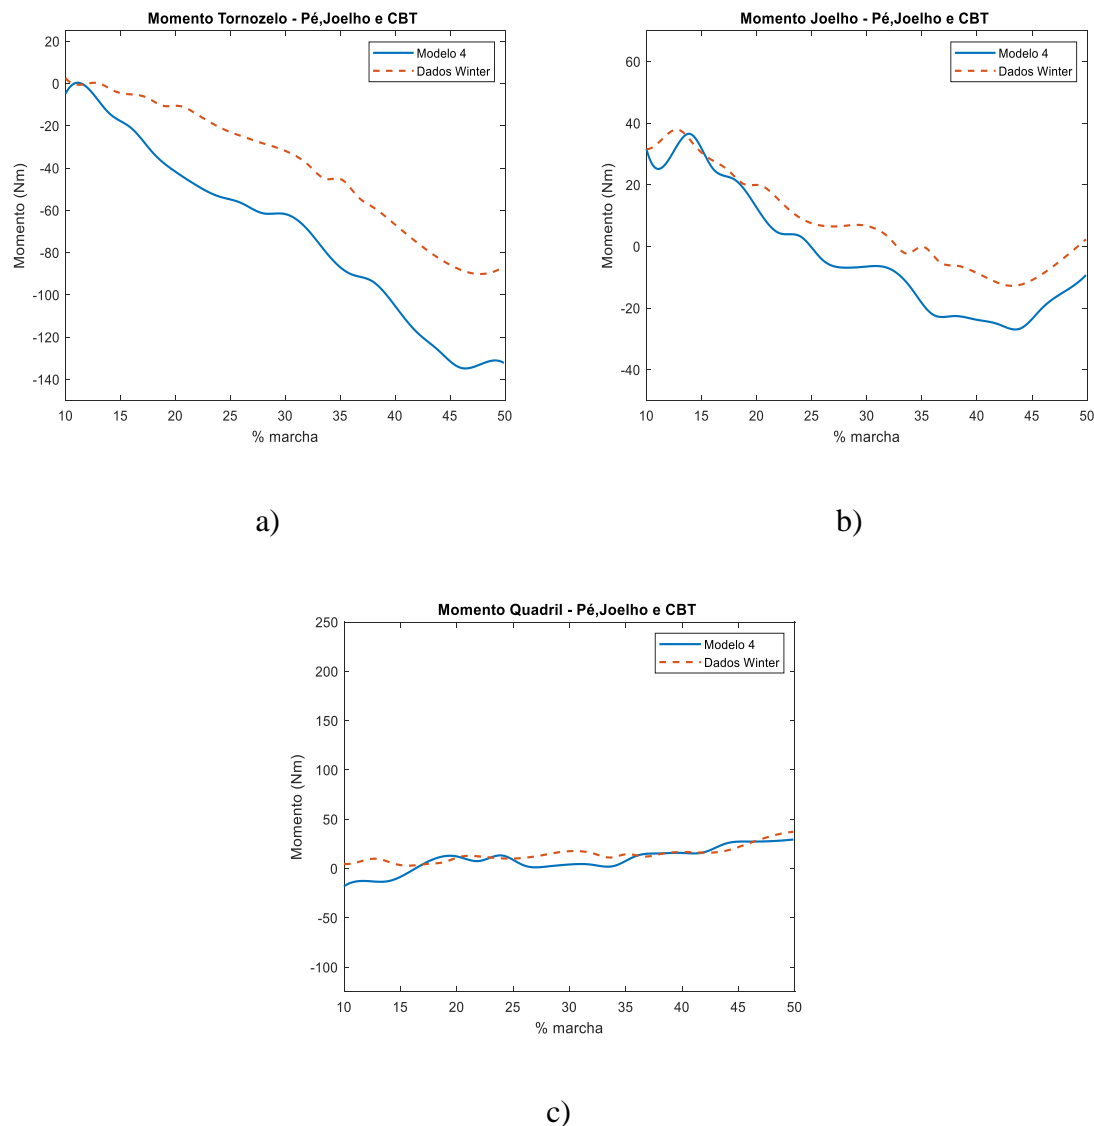 Momento Tornozelo - Pé,Joelho e CBT
Modelo 4
Dados Winter
20
0
-20
-40
-60
-80
-100
-120
-140
Momento (Nm)
10 15 20 25 30 35 40 45 50
% marcha
a)
Momento Joelho - Pé,Joelho e CBT
Modelo 4
Dados Winter
60
40
20
0
-20
-40
Momento (Nm)
10 15 20 25 30 35 40 45 50
% marcha
b)
Momento Quadril - Pé,Joelho e CBT
Modelo 4
Dados Winter
250
200
150
100
50
0
-50
-100
Momento (Nm)
10 15 20 25 30 35 40 45 50
% marcha
c)